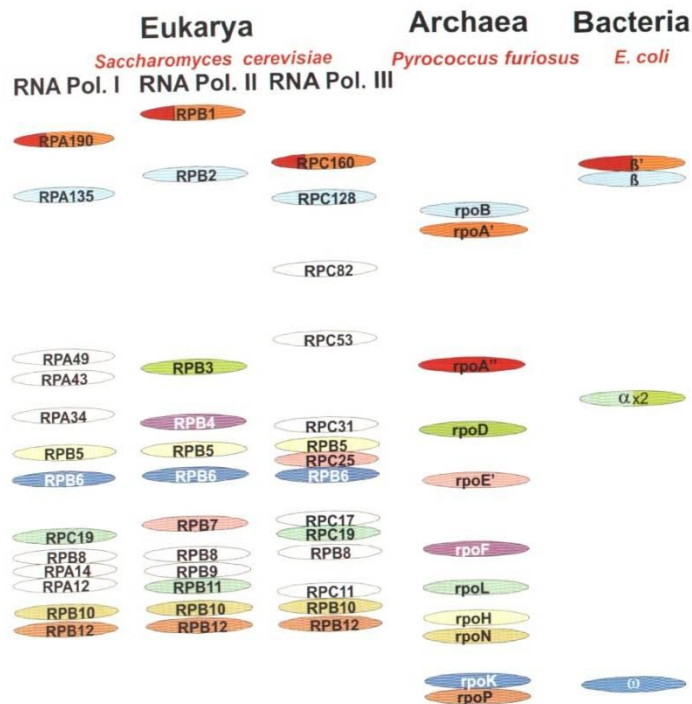 Eukarya Archaea Bacteria
Saccharomyces cerevisiae Pyrococcus furiosus E. coli
RNA Pol. I RNA Pol. II RNA Pol. III
RPB1
RPA190
RPC160 ß'
RPB2 ß
RPA135 RPC128
rpoB
rpoA'
RPC82
RPC53
RPA49
RPB3 rpoA"
RPA43
αx2
RPA34
RPB4 RPC31 rpoD
RPB5 RPB5 RPB5
RPC25
RPB6 RPB6 RPB6 rpoE'
RPB7 RPC17
RPC19 RPC19
rpoF
RPB8 RPB8 RPB8
RPA14 RPB9
RPA12 RPB11 RPC11 rpoL
RPB10 RPB10 RPB10
rpoH
RPB12 RPB12 RPB12
rpoN
rpoK ω
rpoP